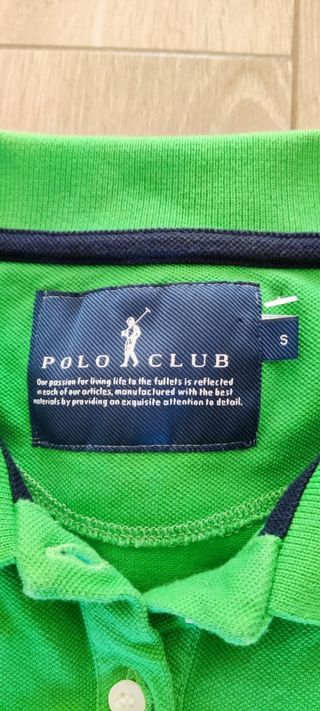 POLO CLUB
S
Our passion for living life to the fullets is reflected
in each of our articles, manufactured with the best
materials by providing an exquisite attention to detail.